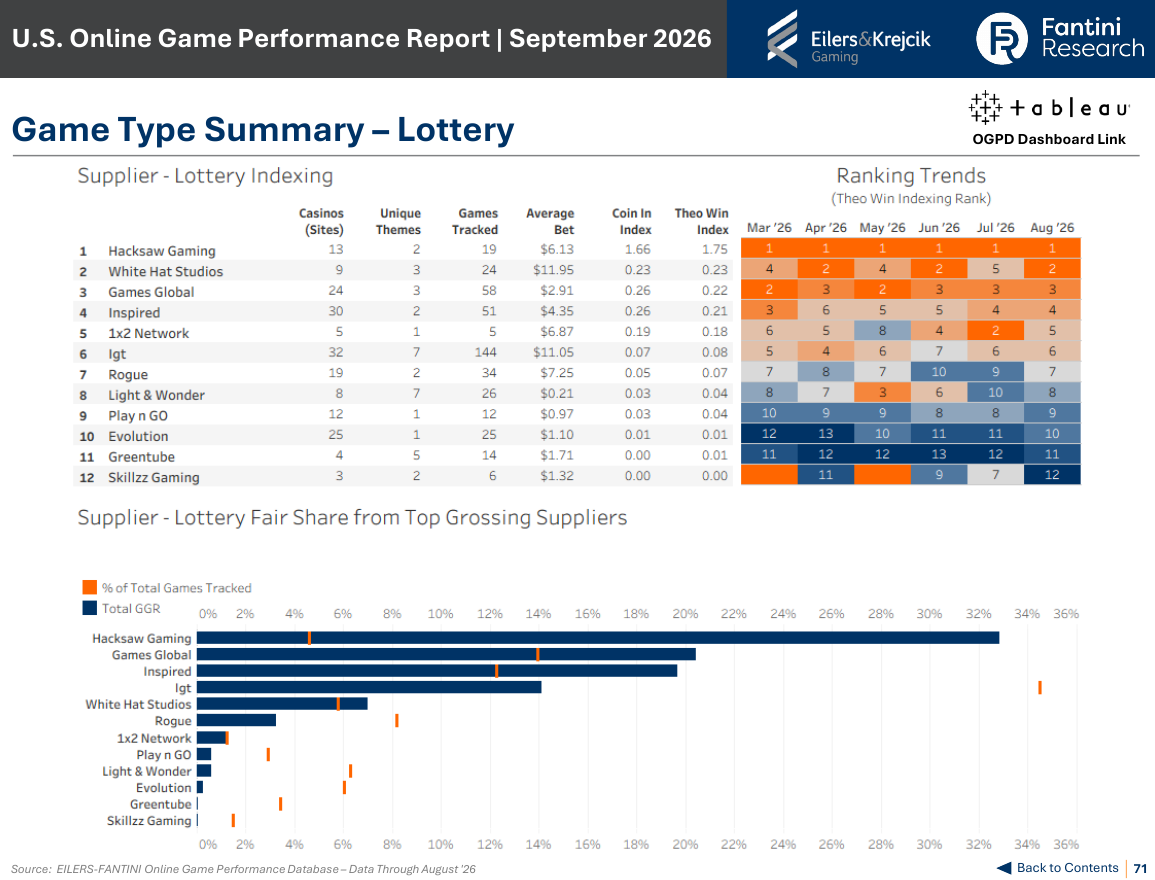 U.S. Online Game Performance Report | September 2026
Eilers&Krejcik
Gaming
Fantini
Research
Game Type Summary – Lottery
+ableau
OGPD Dashboard Link
Supplier - Lottery Indexing
Ranking Trends
(Theo Win Indexing Rank)
Casinos (Sites) Unique Themes Games Tracked Average Bet Coin In Index Theo Win Index Mar '26 Apr '26 May '26 Jun '26 Jul '26 Aug '26
1 Hacksaw Gaming 13 2 19 $6.13 1.66 1.75 1 1 1 1 1 1
2 White Hat Studios 9 3 24 $11.95 0.23 0.23 4 2 4 2 5 2
3 Games Global 24 3 58 $2.91 0.26 0.22 2 3 2 3 3 3
4 Inspired 30 2 51 $4.35 0.26 0.21 3 6 5 5 4 4
5 1x2 Network 5 1 5 $6.87 0.19 0.18 6 5 8 4 2 5
6 Igt 32 7 144 $11.05 0.07 0.08 5 4 6 7 6 6
7 Rogue 19 2 34 $7.25 0.05 0.07 7 8 7 10 9 7
8 Light & Wonder 8 7 26 $0.21 0.03 0.04 8 7 3 6 10 8
9 Play n GO 12 1 12 $0.97 0.03 0.04 10 9 9 8 8 9
10 Evolution 25 1 25 $1.10 0.01 0.01 12 13 10 11 11 10
11 Greentube 4 5 14 $1.71 0.00 0.01 11 12 12 13 12 11
12 Skillzz Gaming 3 2 6 $1.32 0.00 0.00 11 9 7 12
Supplier - Lottery Fair Share from Top Grossing Suppliers
% of Total Games Tracked
Total GGR
0% 2% 4% 6% 8% 10% 12% 14% 16% 18% 20% 22% 24% 26% 28% 30% 32% 34% 36%
Hacksaw Gaming
Games Global
Inspired
Igt
White Hat Studios
Rogue
1x2 Network
Play n GO
Light & Wonder
Evolution
Greentube
Skillzz Gaming
0% 2% 4% 6% 8% 10% 12% 14% 16% 18% 20% 22% 24% 26% 28% 30% 32% 34% 36%
Source: EILERS-FANTINI Online Game Performance Database – Data Through August '26
Back to Contents | 71